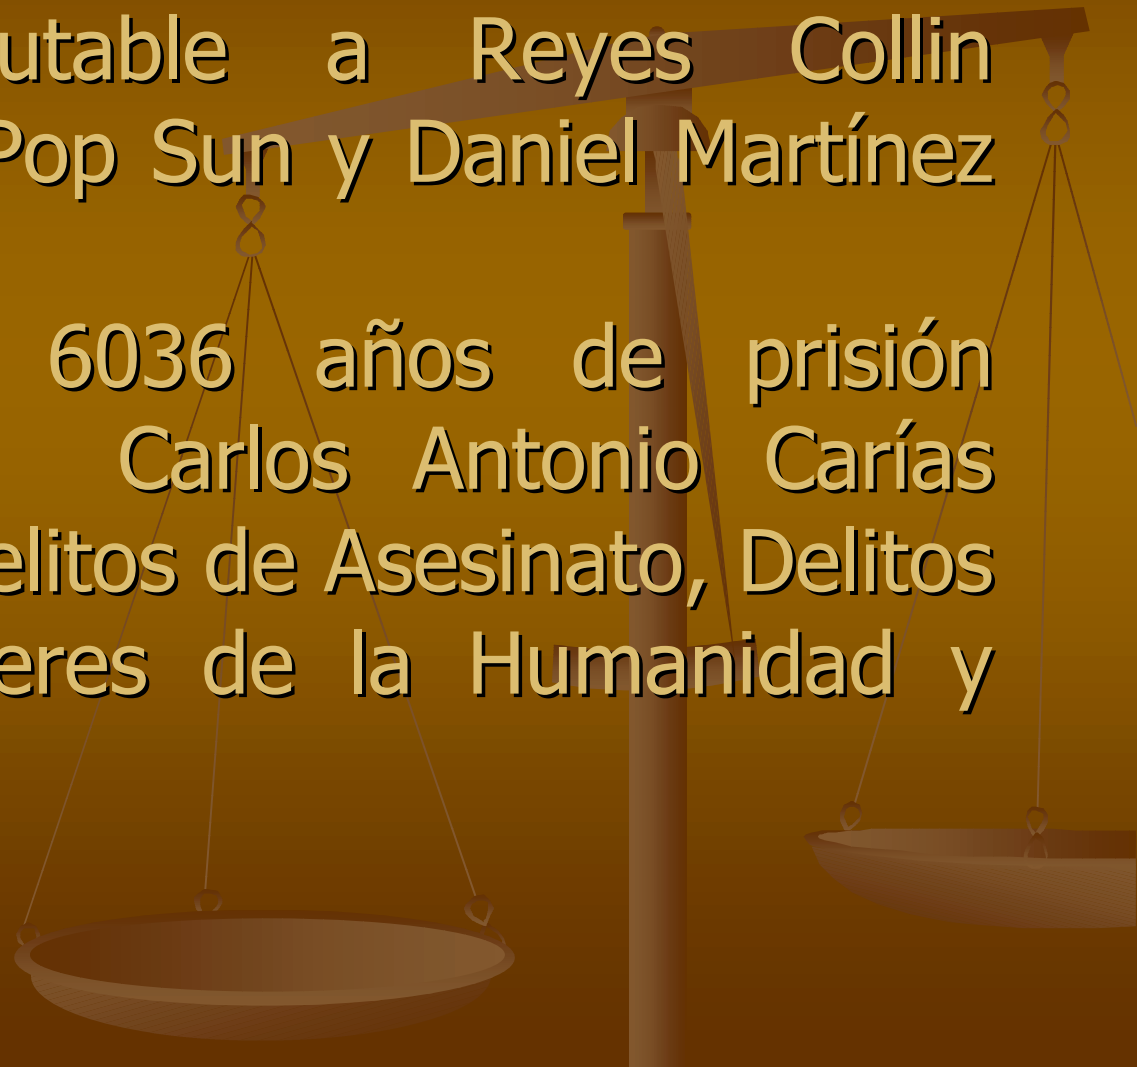 utable a Reyes Collin
Pop Sun y Daniel Martínez
6036 años de prisión
Carlos Antonio Carías
elitos de Asesinato, Delitos
eres de la Humanidad y